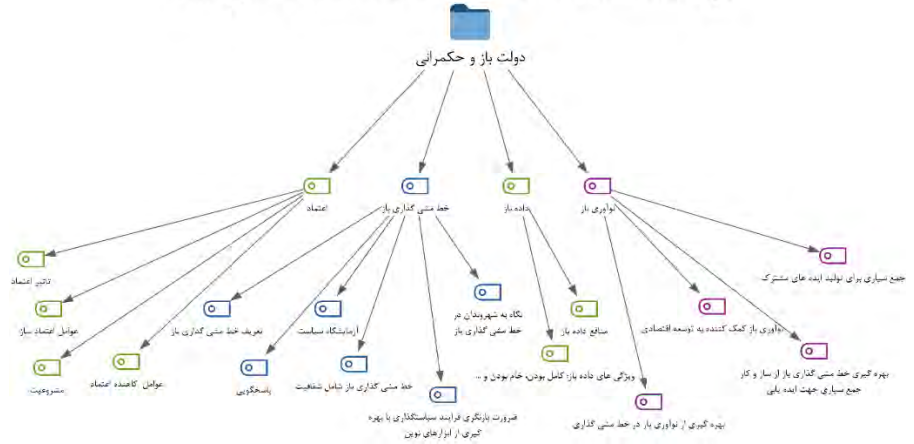 دولت باز و حکمرانی
نوآوری باز
داده باز
خط مشی گذاری باز
اعتماد
جمع سپاری برای تولید ایده های مشترک
نوآوری باز کمک کننده به توسعه اقتصادی
بهره گیری خط مشی گذاری باز از ساز و کار
جمع سپاری جهت ایده یابی
بهره گیری از نوآوری باز در خط مشی گذاری
منافع داده باز
ویژگی های داده باز: کامل بودن، خام بودن و ...
نگاه به شهروندان در
خط مشی گذاری باز
ضرورت بازنگری فرایند سیاستگذاری با بهره
گیری از ابزارهای نوین
خط مشی گذاری باز شامل شفافیت
آزمایشگاه سیاست
پاسخگویی
تعریف خط مشی گذاری باز
تاثیر اعتماد
عوامل اعتماد ساز
مشروعیت
عوامل کاهنده اعتماد